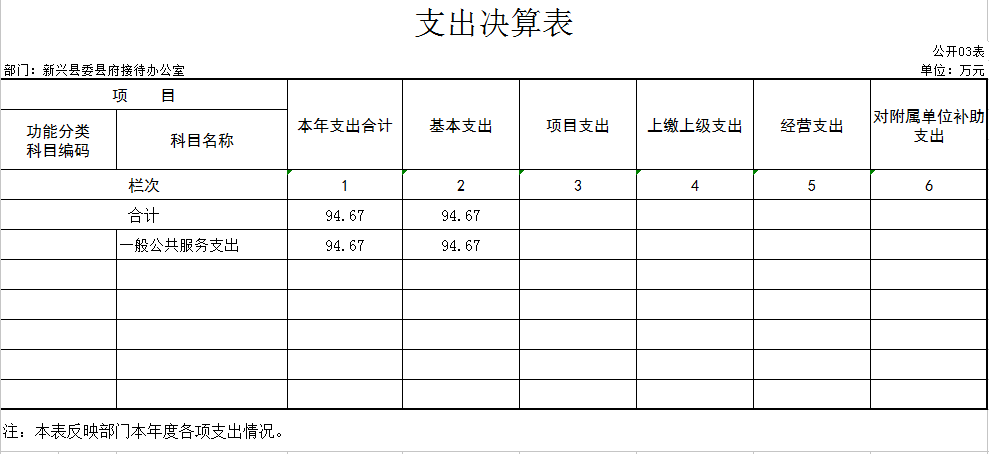 支出决算表
公开03表
部门：新兴县委县府接待办公室 单位：万元
项 目 本年支出合计 基本支出 项目支出 上缴上级支出 经营支出 对附属单位补助支出
功能分类科目编码 科目名称
栏次 1 2 3 4 5 6
合计 94.67 94.67
一般公共服务支出 94.67 94.67
注：本表反映部门本年度各项支出情况。